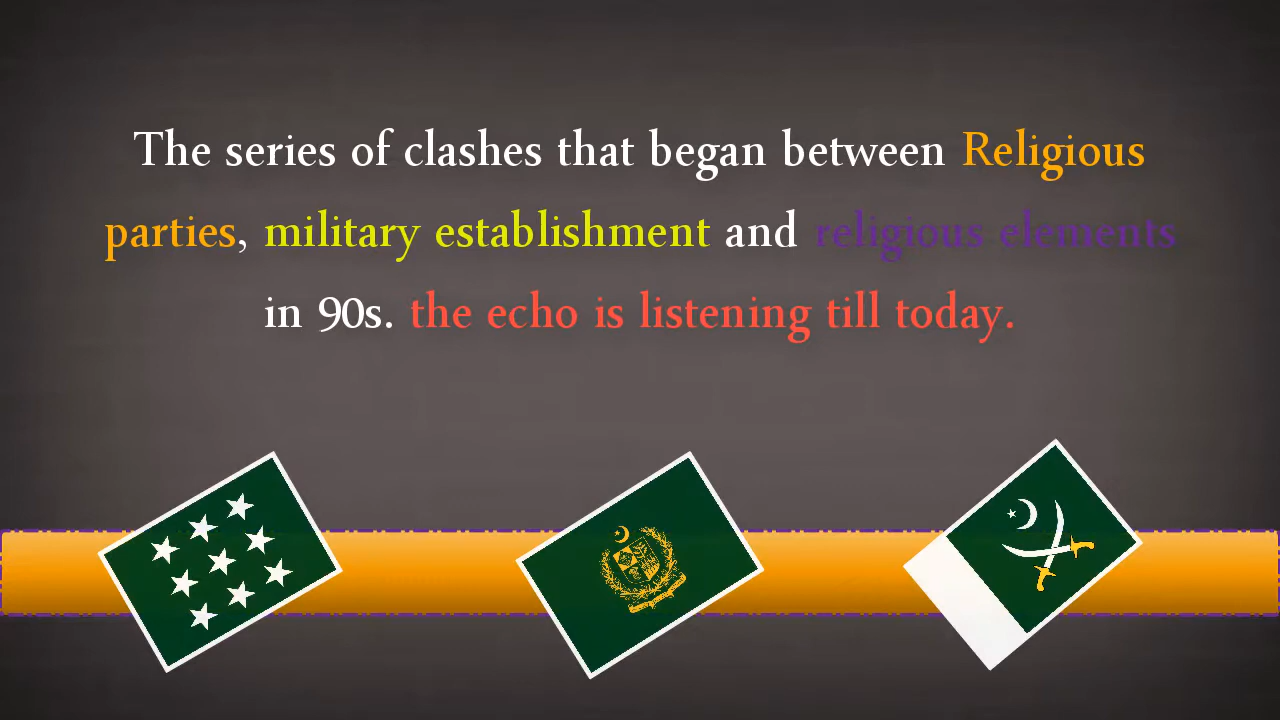 The series of clashes that began between Religious
parties, military establishment and religious elements
in 90s. the echo is listening till today.